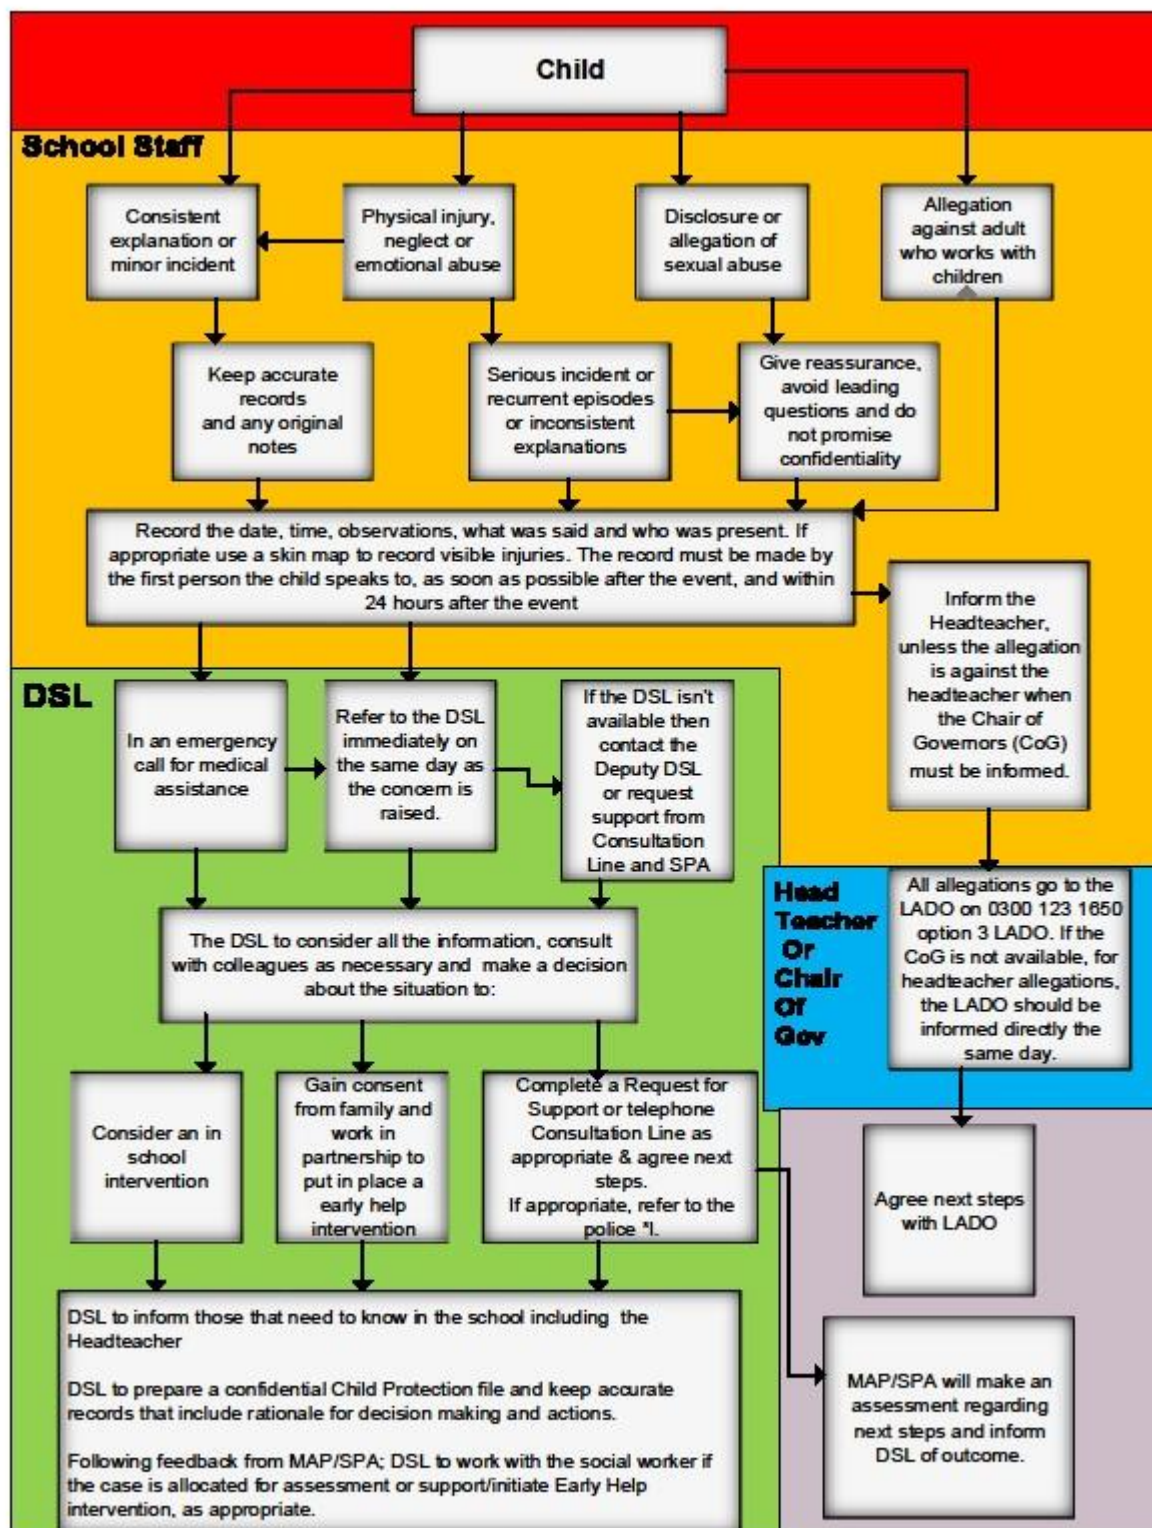 Child
School Staff
Consistent
explanation or
minor incident
Physical injury,
neglect or
emotional abuse
Disclosure or
allegation of
sexual abuse
Allegation
against adult
who works with
children
Keep accurate
records
and any original
notes
Serious incident or
recurrent episodes
or inconsistent
explanations
Give reassurance,
avoid leading
questions and do
not promise
confidentiality
Record the date, time, observations, what was said and who was present. If
appropriate use a skin map to record visible injuries. The record must be made by
the first person the child speaks to, as soon as possible after the event, and within
24 hours after the event
Inform the
Headteacher,
unless the allegation
is against the
headteacher when
the Chair of
Governors (CoG)
must be informed.
DSL
In an emergency
call for medical
assistance
Refer to the DSL
immediately on
the same day as
the concern is
raised.
If the DSL isn't
available then
contact the
Deputy DSL
or request
support from
Consultation
Line and SPA
Head
Teacher
Or
Chair
Of
Gov
All allegations go to the
LADO on 0300 123 1650
option 3 LADO. If the
CoG is not available, for
headteacher allegations,
the LADO should be
informed directly the
same day.
The DSL to consider all the information, consult
with colleagues as necessary and make a decision
about the situation to:
Consider an in
school
intervention
Gain consent
from family and
work in
partnership to
put in place a
early help
intervention
Complete a Request for
Support or telephone
Consultation Line as
appropriate & agree next
steps.
If appropriate, refer to the
police *I.
Agree next steps
with LADO
DSL to inform those that need to know in the school including the
Headteacher
DSL to prepare a confidential Child Protection file and keep accurate
records that include rationale for decision making and actions.
Following feedback from MAP/SPA; DSL to work with the social worker if
the case is allocated for assessment or support/initiate Early Help
intervention, as appropriate.
MAP/SPA will make an
assessment regarding
next steps and inform
DSL of outcome.